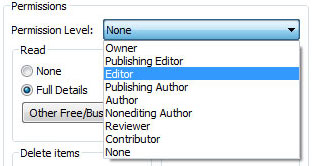 Permissions
Permission Level: None
Owner
Publishing Editor
Editor
Publishing Author
Author
Nonediting Author
Reviewer
Contributor
None
Read
None
Full Details
Other Free/Bus
Delete items